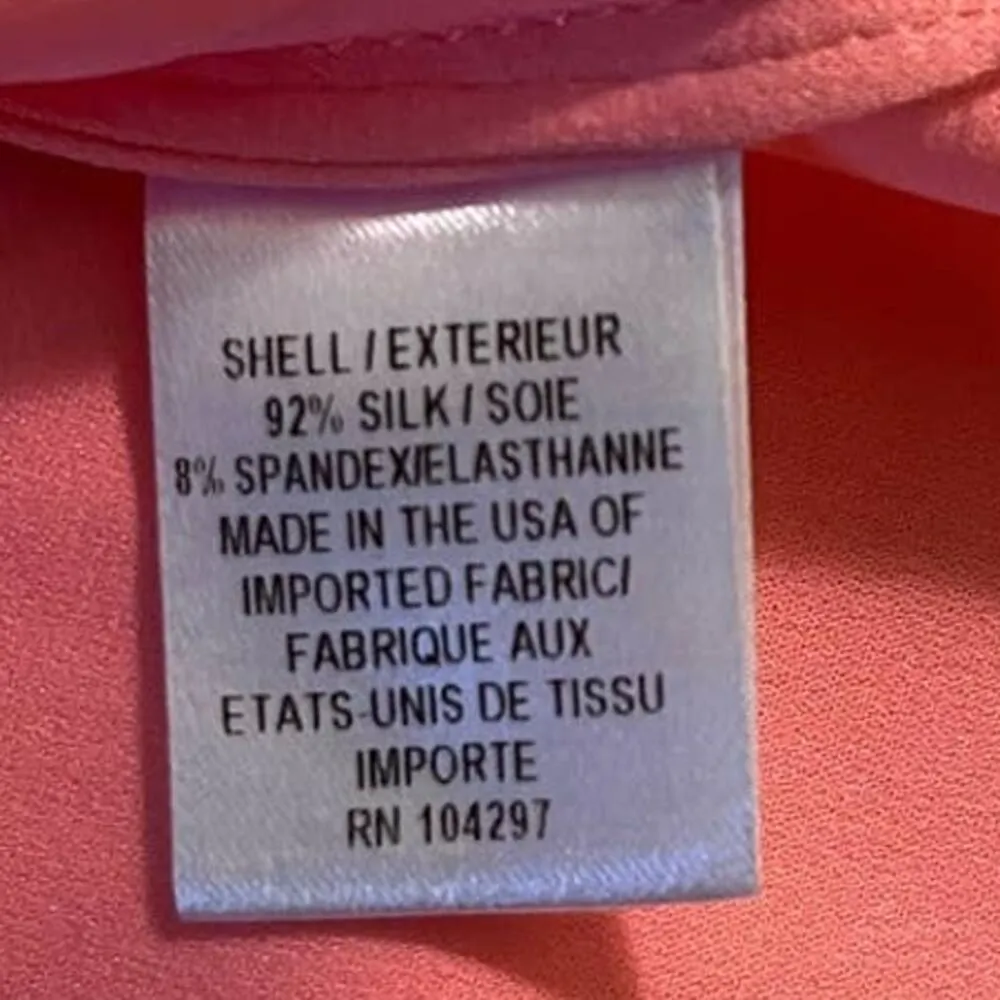 SHELL / EXTERIEUR
92% SILK / SOIE
8% SPANDEX/ELASTHANNE
MADE IN THE USA OF
IMPORTED FABRIC/
FABRIQUE AUX
ETATS-UNIS DE TISSU
IMPORTE
RN 104297